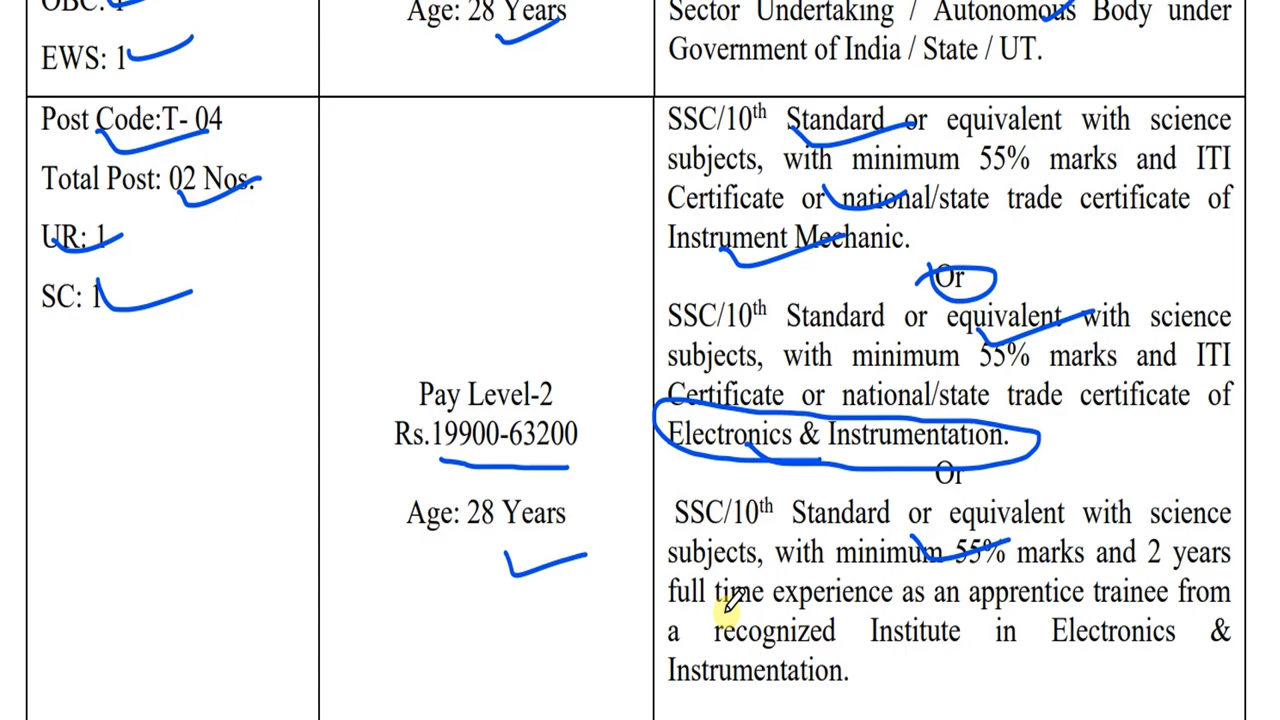 EWS: 1
Age: 28 Years
Sector Undertaking / Autonomous Body under
Government of India / State / UT.
Post Code:T- 04
Total Post: 02 Nos.
UR: 1
SC: 1
Pay Level-2
Rs.19900-63200
Age: 28 Years
SSC/10th Standard or equivalent with science
subjects, with minimum 55% marks and ITI
Certificate or national/state trade certificate of
Instrument Mechanic.
Or
SSC/10th Standard or equivalent with science
subjects, with minimum 55% marks and ITI
Certificate or national/state trade certificate of
Electronics & Instrumentation.
Or
SSC/10th Standard or equivalent with science
subjects, with minimum 55% marks and 2 years
full time experience as an apprentice trainee from
a recognized Institute in Electronics &
Instrumentation.